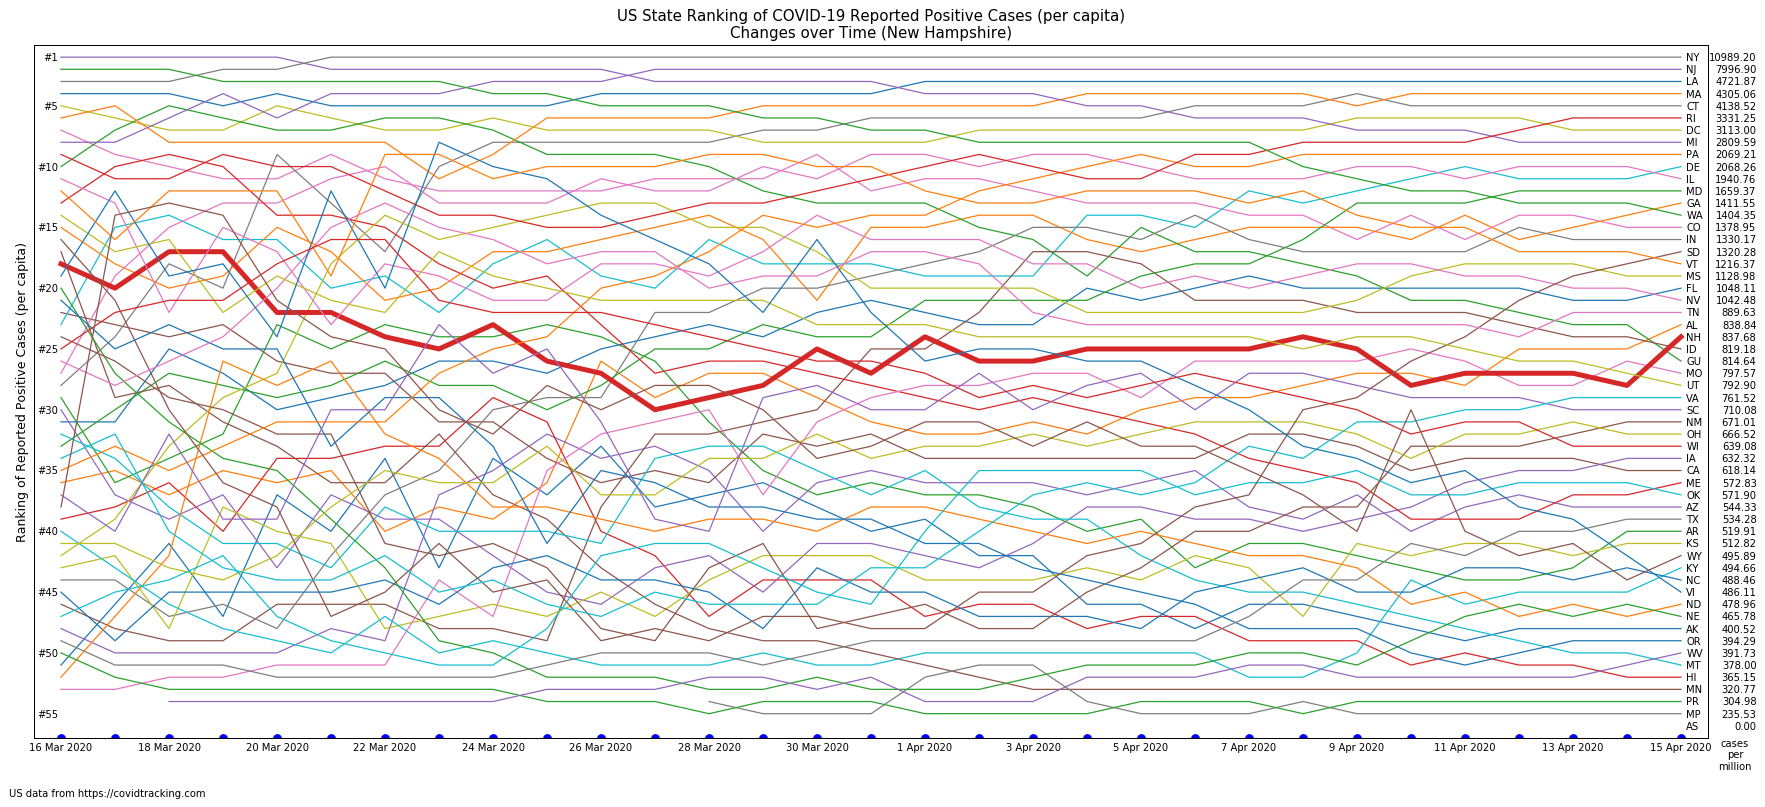 US State Ranking of COVID-19 Reported Positive Cases (per capita)
Changes over Time (New Hampshire)
Ranking of Reported Positive Cases (per capita)
#1
#5
#10
#15
#20
#25
#30
#35
#40
#45
#50
#55
NY 10989.20
NJ 7996.90
LA 4721.87
MA 4305.06
CT 4138.52
RI 3331.25
DC 3113.00
MI 2809.59
PA 2069.21
DE 2068.26
IL 1940.76
MD 1659.37
GA 1411.55
WA 1404.35
CO 1378.95
IN 1330.17
SD 1320.28
VT 1216.37
MS 1128.98
FL 1048.11
NV 1042.48
TN 889.63
AL 838.84
NH 837.68
ID 819.18
GU 814.64
MO 797.57
UT 792.90
VA 761.52
SC 710.08
NM 671.01
OH 666.52
WI 639.08
IA 632.32
CA 618.14
ME 572.83
OK 571.90
AZ 544.33
TX 534.28
AR 519.91
KS 512.82
WY 495.89
KY 494.66
NC 488.46
VI 486.11
ND 478.96
NE 465.78
AK 400.52
OR 394.29
WV 391.73
MT 378.00
HI 365.15
MN 320.77
PR 304.98
MP 235.53
AS 0.00
16 Mar 2020 18 Mar 2020 20 Mar 2020 22 Mar 2020 24 Mar 2020 26 Mar 2020 28 Mar 2020 30 Mar 2020 1 Apr 2020 3 Apr 2020 5 Apr 2020 7 Apr 2020 9 Apr 2020 11 Apr 2020 13 Apr 2020 15 Apr 2020
cases
per
million
US data from https://covidtracking.com